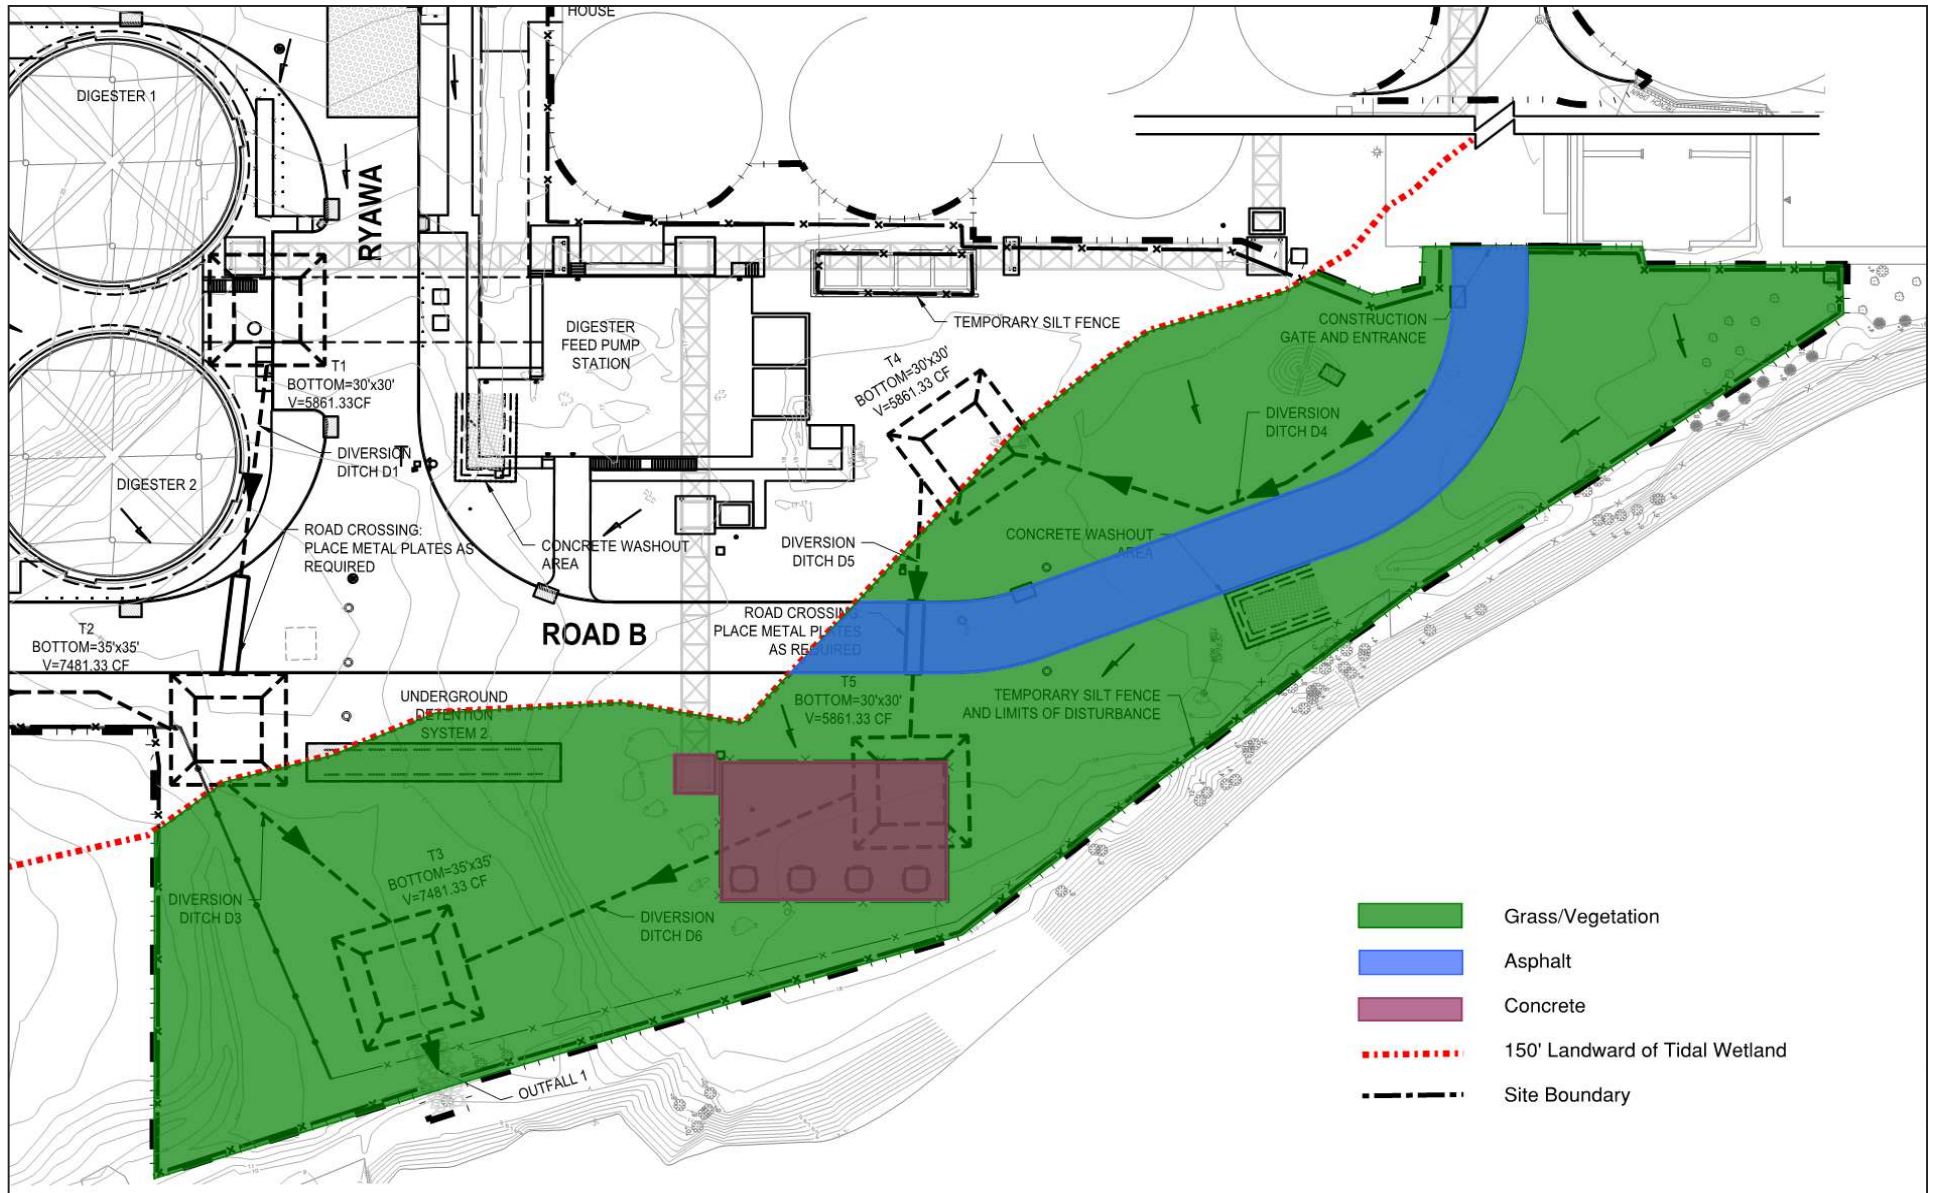 HOUSE
DIGESTER 1
RYAWA
DIGESTER
FEED PUMP
STATION
TEMPORARY SILT FENCE
CONSTRUCTION
GATE AND ENTRANCE
T1
BOTTOM=30'x30'
V=5861.33CF
T4
BOTTOM=30'x30'
V=5861.33 CF
DIVERSION
DITCH D4
DIVERSION
DITCH D1
DIGESTER 2
ROAD CROSSING:
PLACE METAL PLATES AS
REQUIRED
CONCRETE WASHOUT
AREA
DIVERSION
DITCH D5
CONCRETE WASHOUT
AREA
T2
BOTTOM=35'x35'
V=7481.33 CF
ROAD B
ROAD CROSSING:
PLACE METAL PLATES
AS REQUIRED
UNDERGROUND
DETENTION
SYSTEM 2
T5
BOTTOM=30'x30'
V=5861.33 CF
TEMPORARY SILT FENCE
AND LIMITS OF DISTURBANCE
T3
BOTTOM=35'x35'
V=7481.33 CF
DIVERSION
DITCH D3
DIVERSION
DITCH D6
OUTFALL 1
Grass/Vegetation
Asphalt
Concrete
150' Landward of Tidal Wetland
Site Boundary